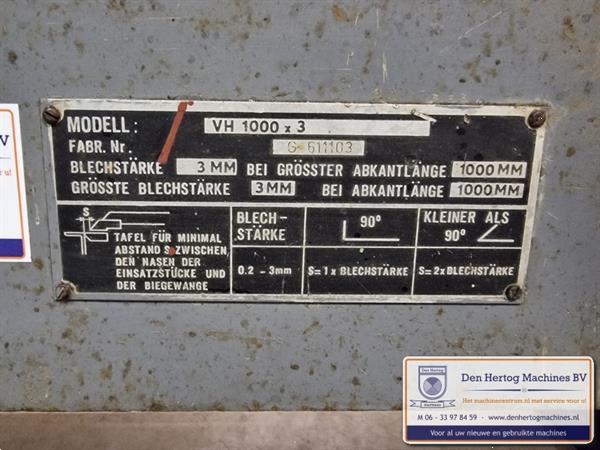 BV
r u!
MODELL: VH 1000 x 3
FABR. Nr. G 611103
BLECHSTÄRKE 3 MM BEI GRÖSSTER ABKANTLÄNGE 1000 MM
GRÖSSTE BLECHSTÄRKE 3MM BEI ABKANTLÄNGE 1000 MM
S
TAFEL FÜR MINIMAL
ABSTAND S ZWISCHEN
DEN NASEN DER
EINSATZSTÜCKE UND
DER BIEGEWANGE
BLECH-
STÄRKE
0.2 - 3mm
90°
S= 1 x BLECHSTÄRKE
KLEINER ALS
90°
S= 2x BLECHSTÄRKE
Den Hertog Machines BV
Het machinecentrum.nl met service voor u!
M 06 - 33 97 84 59 - www.denhertogmachines.nl
Voor al uw nieuwe en gebruikte machines